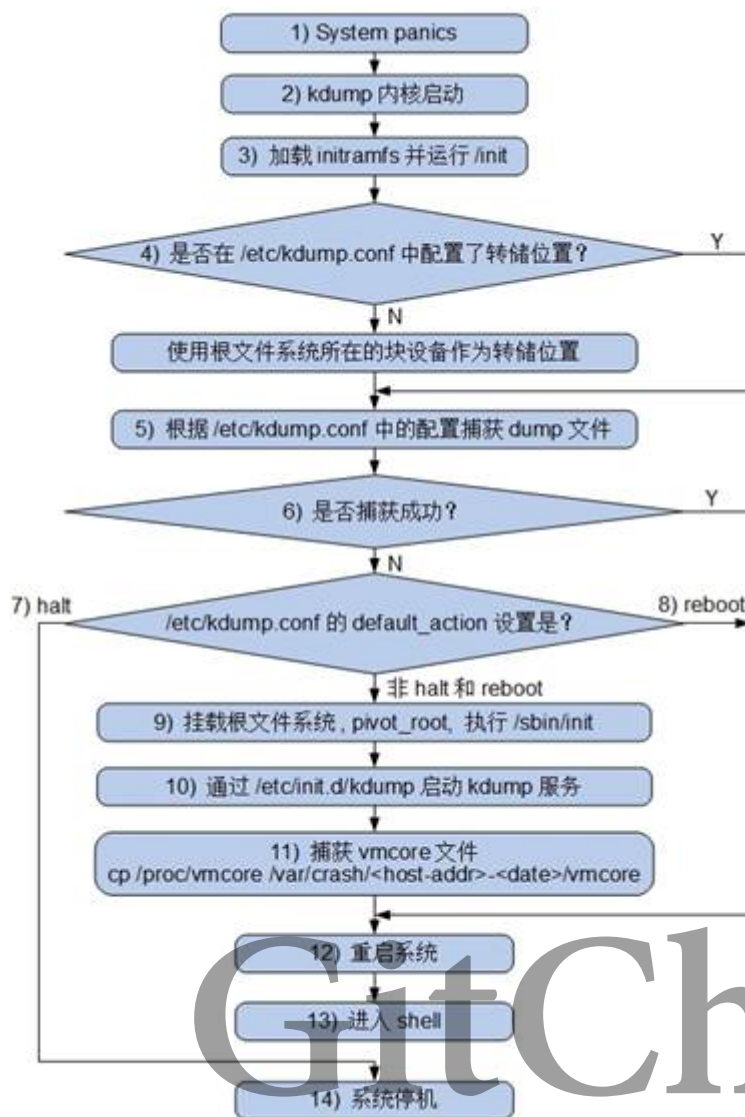 1) System panics
2) kdump 内核启动
3) 加载 initramfs 并运行 /init
4) 是否在 /etc/kdump.conf 中配置了转储位置？
Y
N
使用根文件系统所在的块设备作为转储位置
5) 根据 /etc/kdump.conf 中的配置捕获 dump 文件
6) 是否捕获成功？
Y
N
7) halt
/etc/kdump.conf 的 default_action 设置是？
8) reboot
非 halt 和 reboot
9) 挂载根文件系统, pivot_root, 执行 /sbin/init
10) 通过 /etc/init.d/kdump 启动 kdump 服务
11) 捕获 vmcore 文件
cp /proc/vmcore /var/crash/<host-addr>-<date>/vmcore
12) 重启系统
13) 进入 shell
14) 系统停机
GitCh